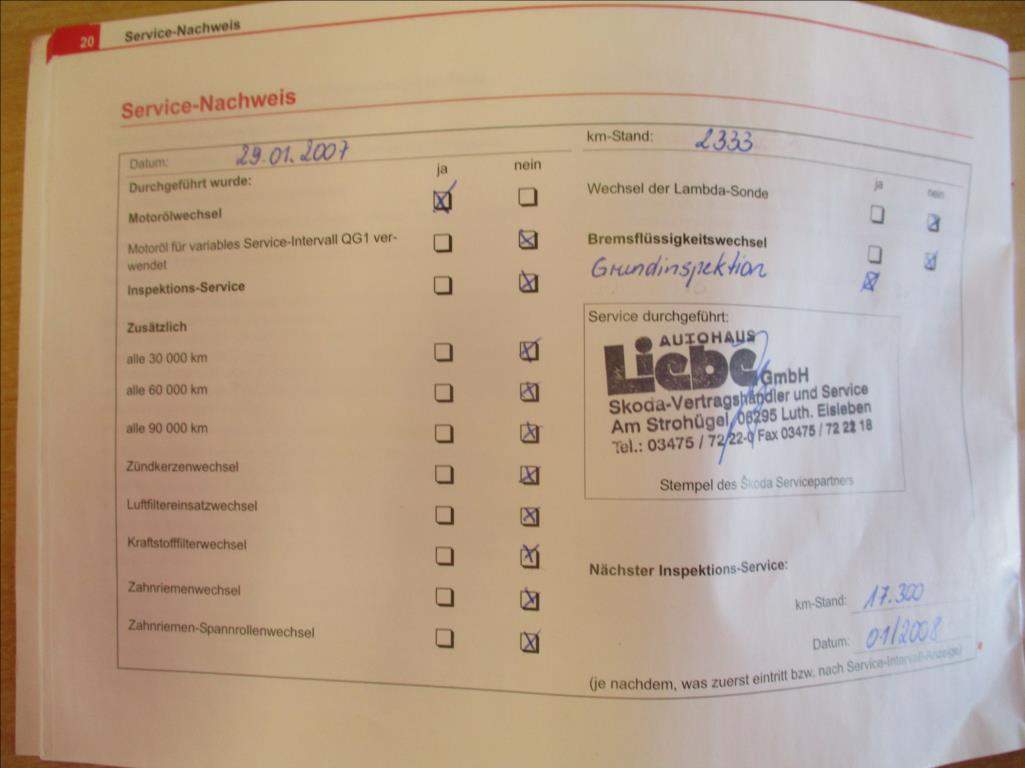 20 Service-Nachweis
Service-Nachweis
Datum: 29.01.2007
km-Stand: 2333
ja nein
Durchgeführt wurde:
Motorölwechsel
Motoröl für variables Service-Intervall QG1 ver-
wendet
Inspektions-Service
Zusätzlich
alle 30 000 km
alle 60 000 km
alle 90 000 km
Zündkerzenwechsel
Luftfiltereinsatzwechsel
Kraftstofffilterwechsel
Zahnriemenwechsel
Zahnriemen-Spannrollenwechsel
ja nein
Wechsel der Lambda-Sonde
Bremsflüssigkeitswechsel
Grundinspektion
Service durchgeführt:
AUTOHAUS
Liebe GmbH
Skoda-Vertragshändler und Service
Am Strohügel 06295 Luth. Eisleben
Tel.: 03475 / 72 22-0 Fax 03475 / 72 22 18
Stempel des Škoda Servicepartners
Nächster Inspektions-Service:
km-Stand: 17.300
Datum: 01/2008
(je nachdem, was zuerst eintritt bzw. nach Service-Intervall-Anzeige)